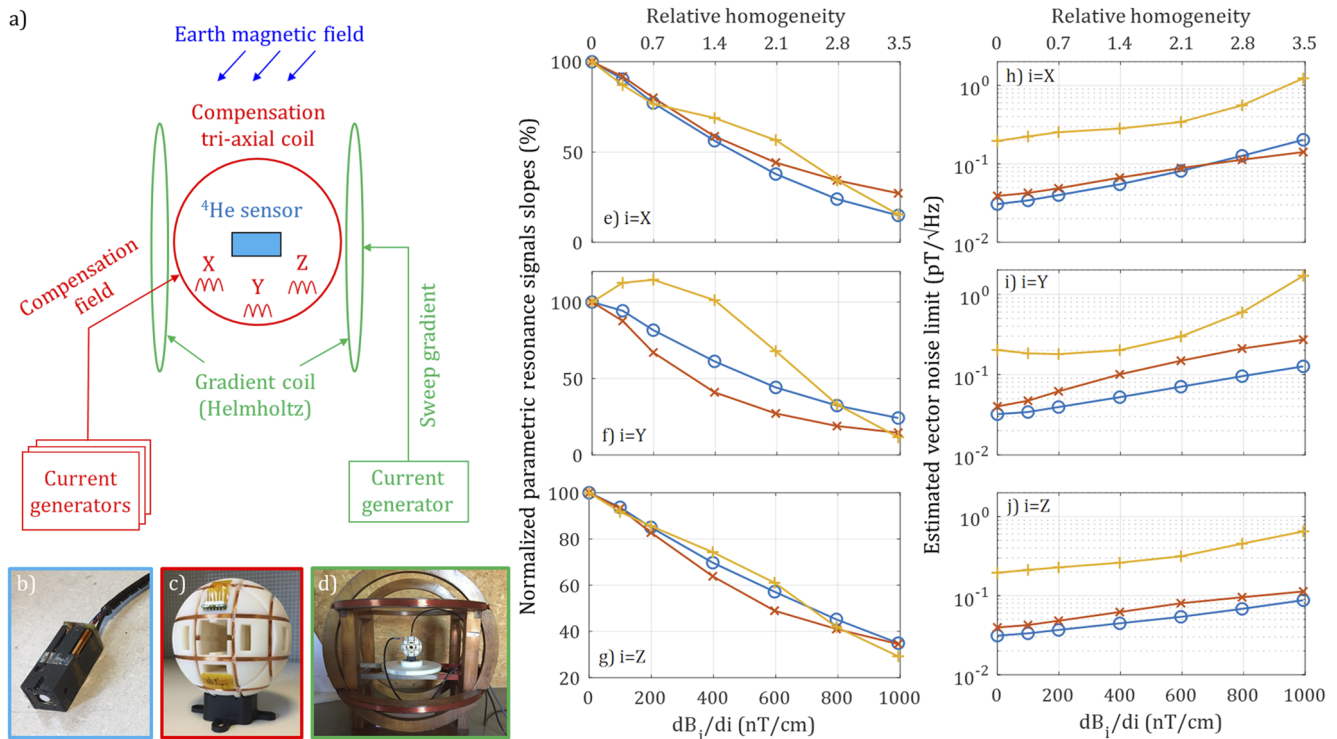 a)
Earth magnetic field
Compensation
tri-axial coil
⁴He sensor
X
Y
Z
Compensation
field
Gradient coil
(Helmholtz)
Sweep gradient
Current
generators
Current
generator
b)
c)
d)
Relative homogeneity
0 0.7 1.4 2.1 2.8 3.5
Normalized parametric resonance signals slopes (%)
100
50
0
e) i=X
100
50
0
f) i=Y
100
80
60
40
20
g) i=Z
0 200 400 600 800 1000
dBᵢ/di (nT/cm)
Relative homogeneity
0 0.7 1.4 2.1 2.8 3.5
Estimated vector noise limit (pT/√Hz)
h) i=X
10⁰
10⁻¹
10⁻²
i) i=Y
10⁰
10⁻¹
10⁻²
j) i=Z
10⁰
10⁻¹
10⁻²
0 200 400 600 800 1000
dBᵢ/di (nT/cm)